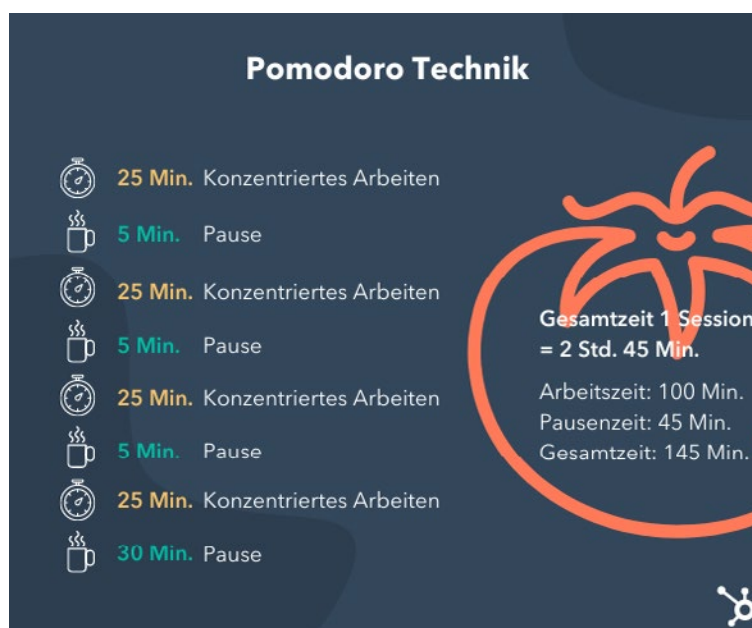 Pomodoro Technik
25 Min. Konzentriertes Arbeiten
5 Min. Pause
25 Min. Konzentriertes Arbeiten
5 Min. Pause
25 Min. Konzentriertes Arbeiten
5 Min. Pause
25 Min. Konzentriertes Arbeiten
30 Min. Pause
Gesamtzeit 1 Session
= 2 Std. 45 Min.
Arbeitszeit: 100 Min.
Pausenzeit: 45 Min.
Gesamtzeit: 145 Min.